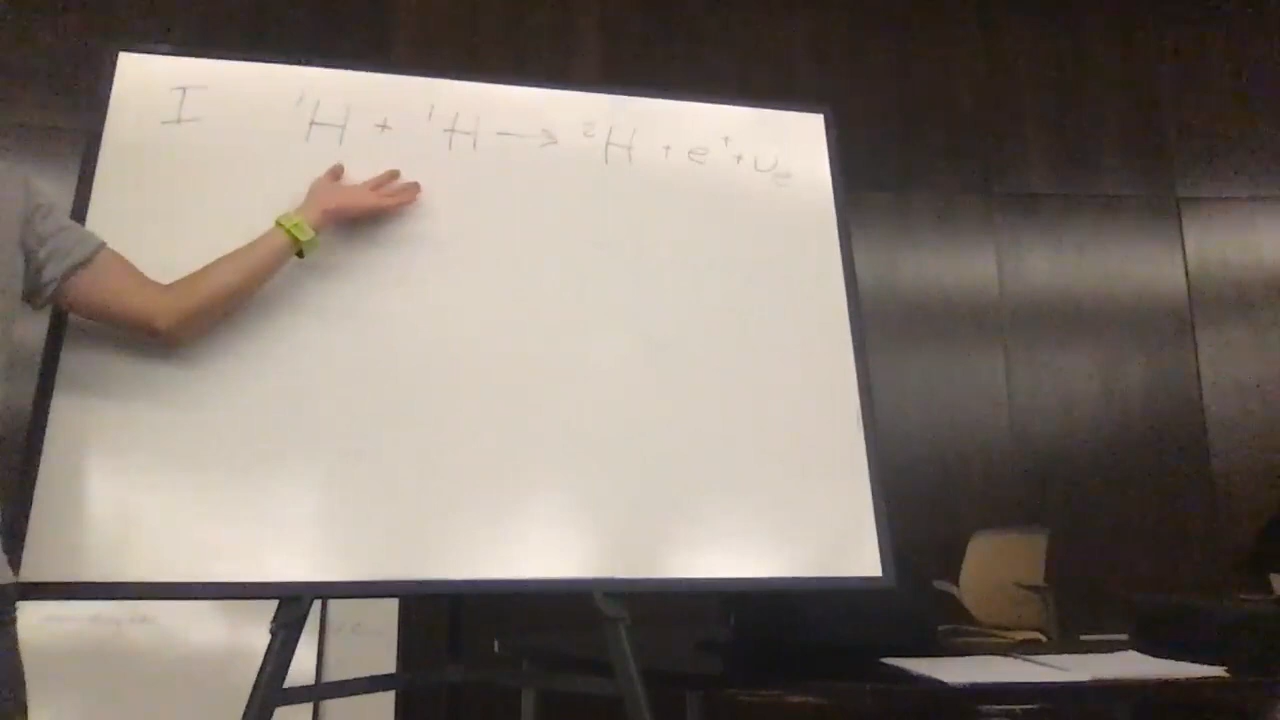 I ¹H + ¹H → ²H + e⁺ + νₑ